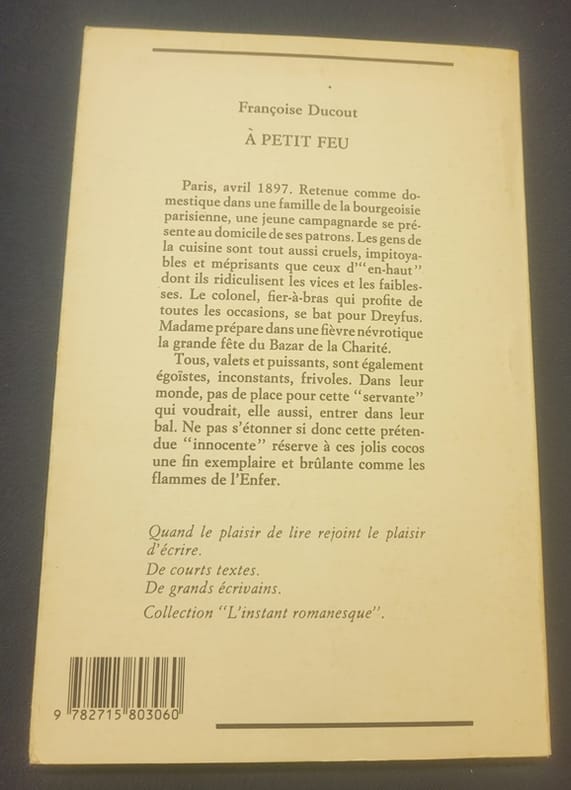 Françoise Ducout
À PETIT FEU
Paris, avril 1897. Retenue comme do-
mestique dans une famille de la bourgeoisie
parisienne, une jeune campagnarde se pré-
sente au domicile de ses patrons. Les gens de
la cuisine sont tout aussi cruels, impitoya-
bles et méprisants que ceux d'“en-haut”
dont ils ridiculisent les vices et les faibles-
ses. Le colonel, fier-à-bras qui profite de
toutes les occasions, se bat pour Dreyfus.
Madame prépare dans une fièvre névrotique
la grande fête du Bazar de la Charité.
Tous, valets et puissants, sont également
égoïstes, inconstants, frivoles. Dans leur
monde, pas de place pour cette “servante”
qui voudrait, elle aussi, entrer dans leur
bal. Ne pas s'étonner si donc cette préten-
due “innocente” réserve à ces jolis cocos
une fin exemplaire et brûlante comme les
flammes de l'Enfer.
Quand le plaisir de lire rejoint le plaisir
d'écrire.
De courts textes.
De grands écrivains.
Collection “L'instant romanesque”.
9 782715 803060